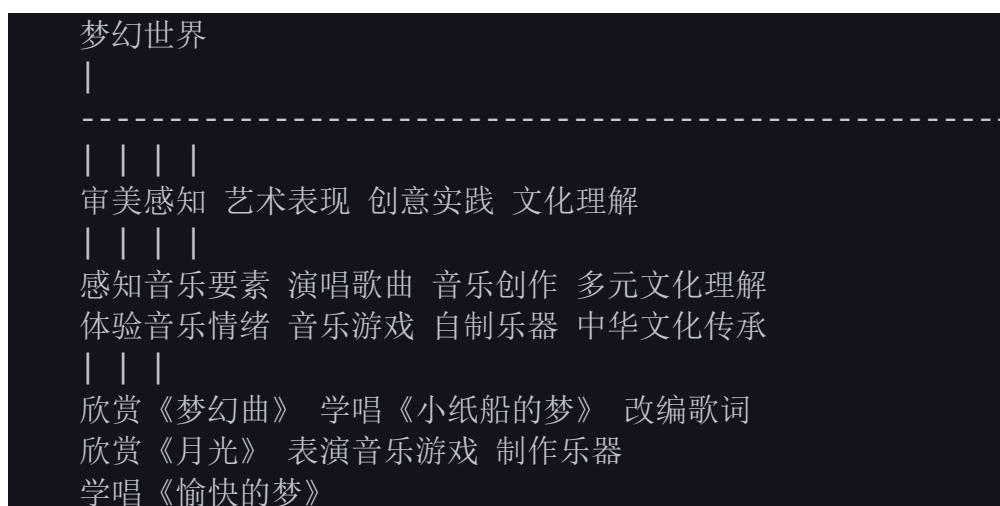 梦幻世界
|
----------------------------------------------------
| | | |
审美感知 艺术表现 创意实践 文化理解
| | | |
感知音乐要素 演唱歌曲 音乐创作 多元文化理解
体验音乐情绪 音乐游戏 自制乐器 中华文化传承
| | |
欣赏《梦幻曲》 学唱《小纸船的梦》 改编歌词
欣赏《月光》 表演音乐游戏 制作乐器
学唱《愉快的梦》